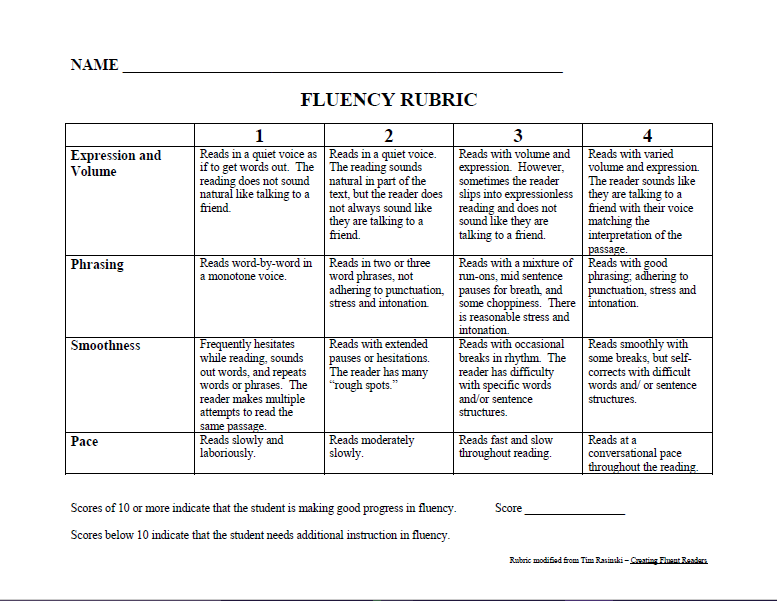 NAME
FLUENCY RUBRIC
1 2 3 4
Expression and
Volume
Reads in a quiet voice as
if to get words out. The
reading does not sound
natural like talking to a
friend.
Reads in a quiet voice.
The reading sounds
natural in part of the
text, but the reader does
not always sound like
they are talking to a
friend.
Reads with volume and
expression. However,
sometimes the reader
slips into expressionless
reading and does not
sound like they are
talking to a friend.
Reads with varied
volume and expression.
The reader sounds like
they are talking to a
friend with their voice
matching the
interpretation of the
passage.
Phrasing
Reads word-by-word in
a monotone voice.
Reads in two or three
word phrases, not
adhering to punctuation,
stress and intonation.
Reads with a mixture of
run-ons, mid sentence
pauses for breath, and
some choppiness. There
is reasonable stress and
intonation.
Reads with good
phrasing; adhering to
punctuation, stress and
intonation.
Smoothness
Frequently hesitates
while reading, sounds
out words, and repeats
words or phrases. The
reader makes multiple
attempts to read the
same passage.
Reads with extended
pauses or hesitations.
The reader has many
“rough spots.”
Reads with occasional
breaks in rhythm. The
reader has difficulty
with specific words
and/or sentence
structures.
Reads smoothly with
some breaks, but self-
corrects with difficult
words and/ or sentence
structures.
Pace
Reads slowly and
laboriously.
Reads moderately
slowly.
Reads fast and slow
throughout reading.
Reads at a
conversational pace
throughout the reading.
Scores of 10 or more indicate that the student is making good progress in fluency. Score
Scores below 10 indicate that the student needs additional instruction in fluency.
Rubric modified from Tim Rasinski – Creating Fluent Readers